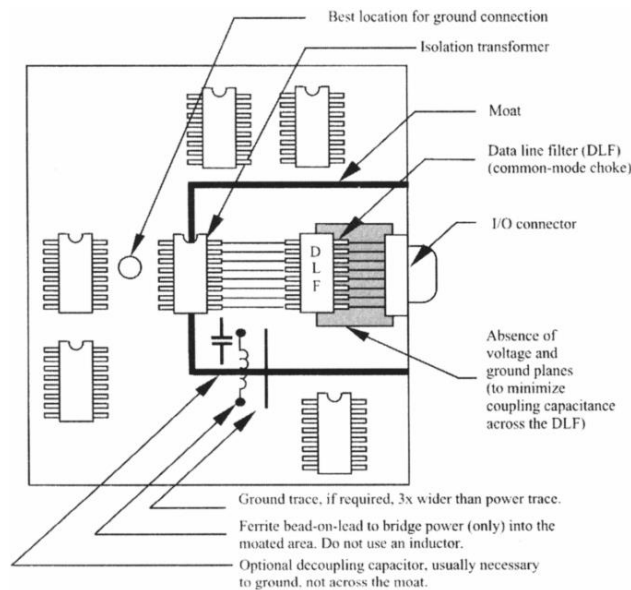 Best location for ground connection
Isolation transformer
Moat
Data line filter (DLF)
(common-mode choke)
I/O connector
D
L
F
Absence of
voltage and
ground planes
(to minimize
coupling capacitance
across the DLF)
Ground trace, if required, 3x wider than power trace.
Ferrite bead-on-lead to bridge power (only) into the
moated area. Do not use an inductor.
Optional decoupling capacitor, usually necessary
to ground, not across the moat.